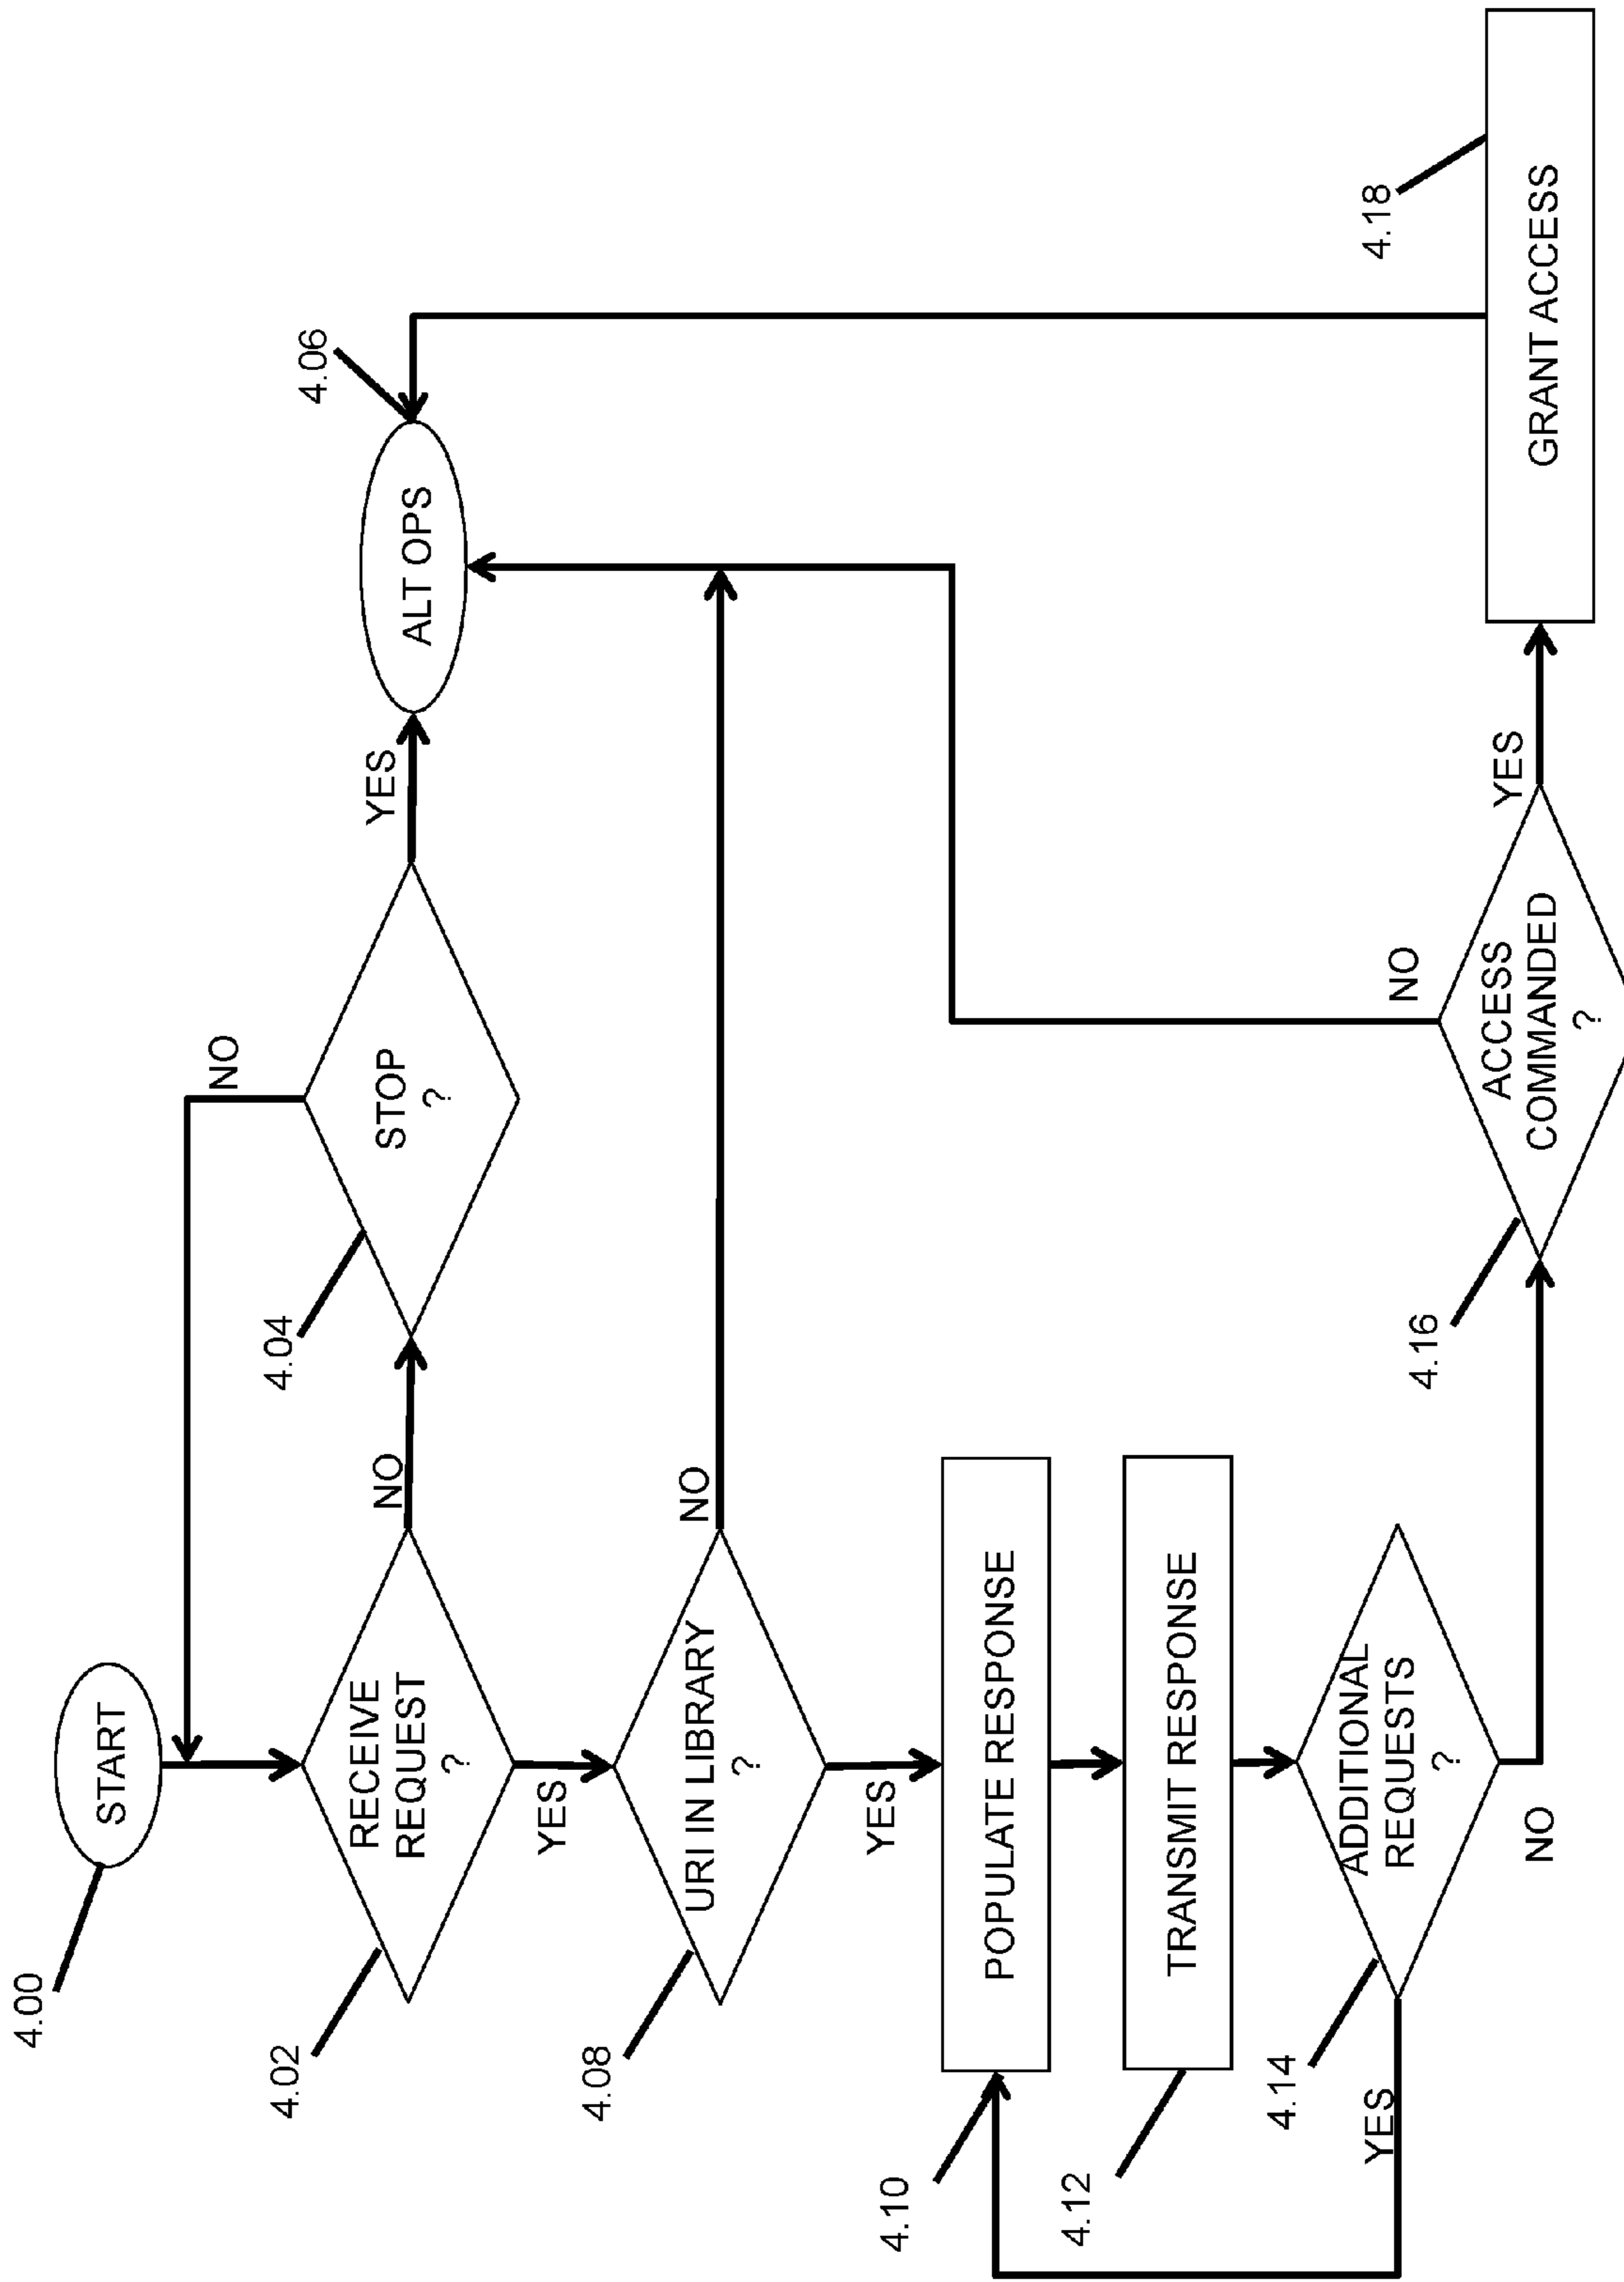 4.00
START
NO
4.02
RECEIVE
REQUEST
?
NO
4.04
STOP
?
YES
4.06
ALT OPS
YES
4.08
URI IN LIBRARY
?
NO
YES
4.10
POPULATE RESPONSE
4.12
TRANSMIT RESPONSE
4.14
ADDITIONAL
REQUESTS
?
YES
NO
4.16
ACCESS
COMMANDED
?
NO
YES
4.18
GRANT ACCESS